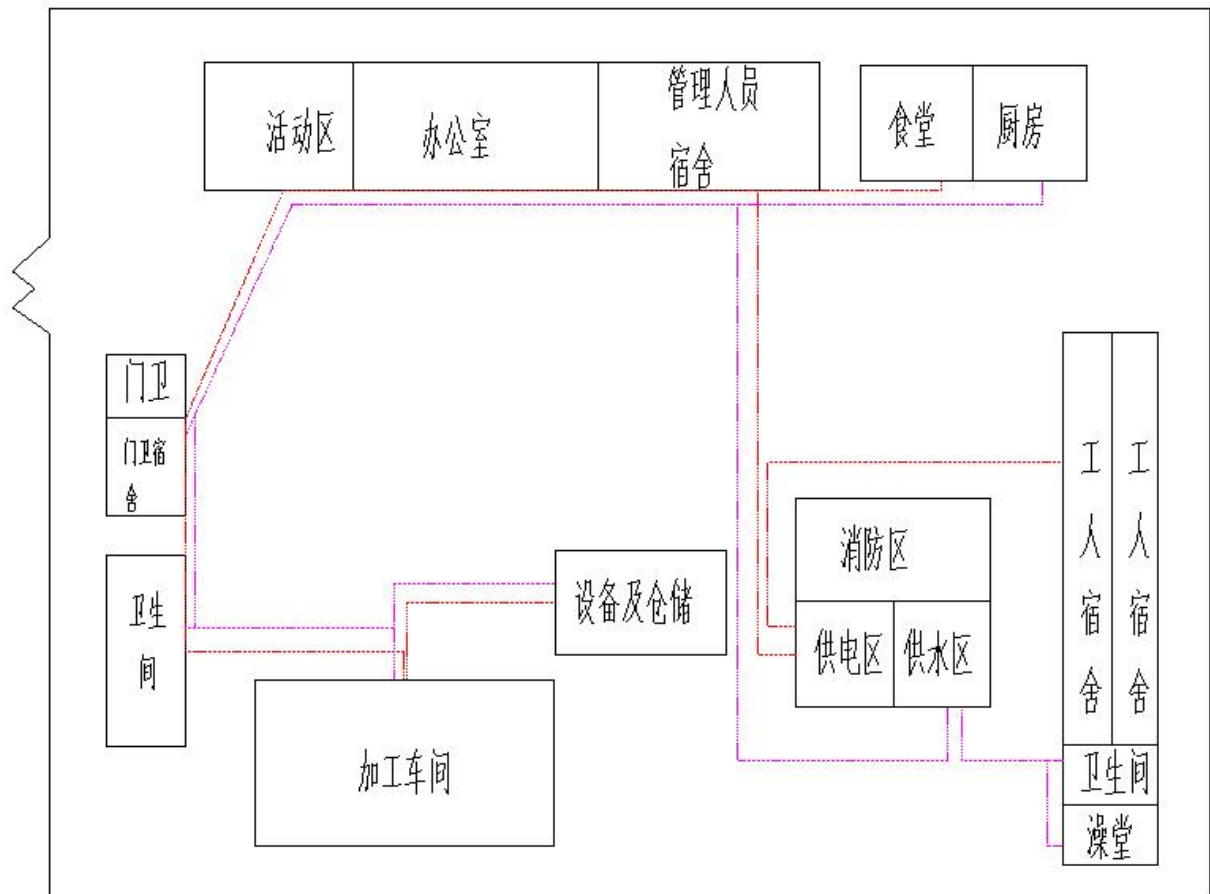 活动区
办公室
管理人员
宿舍
食堂
厨房
门卫
门卫宿
舍
卫生
间
设备及仓储
加工车间
消防区
供电区
供水区
工人宿舍
工人宿舍
卫生间
澡堂